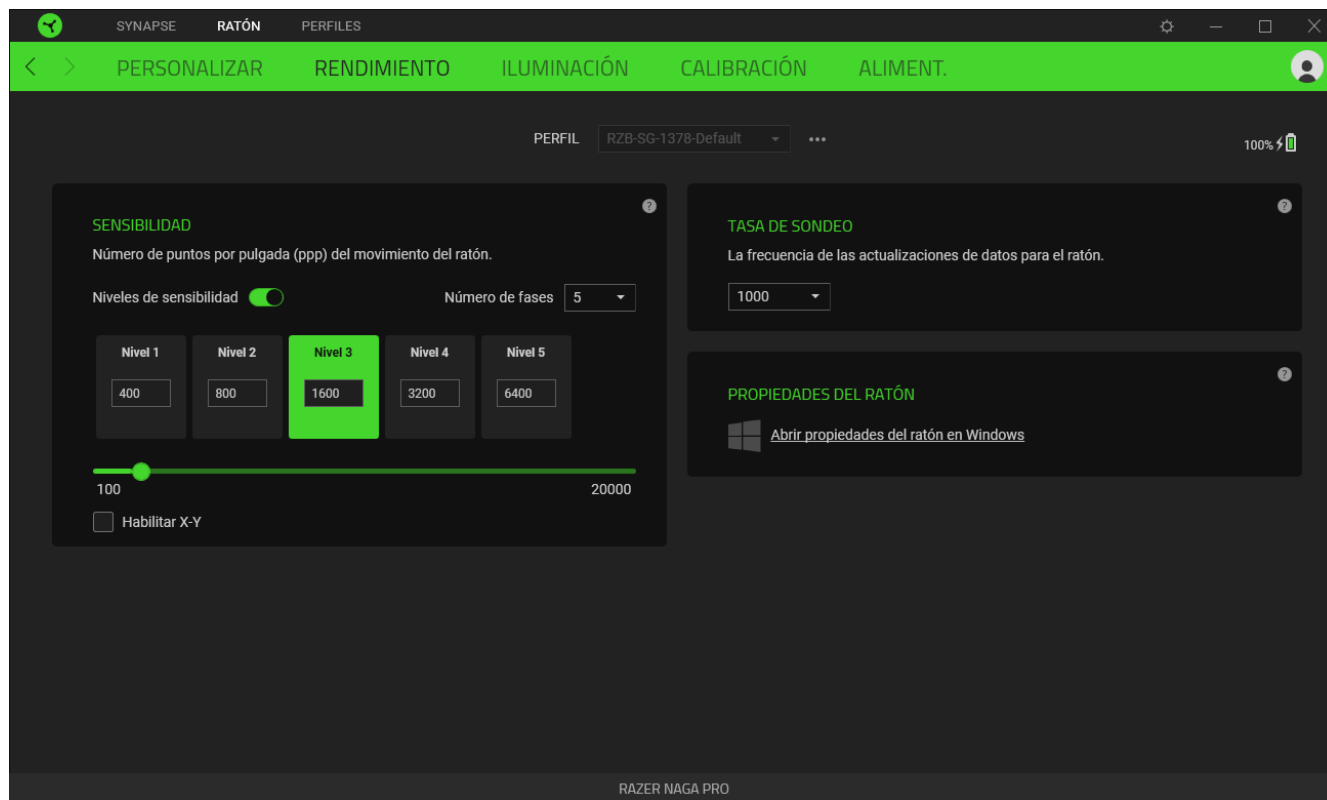 SYNAPSE RATÓN PERFILES
PERSONALIZAR RENDIMIENTO ILUMINACIÓN CALIBRACIÓN ALIMENT.
PERFIL RZB-SG-1378-Default
100%
SENSIBILIDAD
Número de puntos por pulgada (ppp) del movimiento del ratón.
Niveles de sensibilidad Número de fases 5
Nivel 1 Nivel 2 Nivel 3 Nivel 4 Nivel 5
400 800 1600 3200 6400
100 20000
Habilitar X-Y
TASA DE SONDEO
La frecuencia de las actualizaciones de datos para el ratón.
1000
PROPIEDADES DEL RATÓN
Abrir propiedades del ratón en Windows
RAZER NAGA PRO